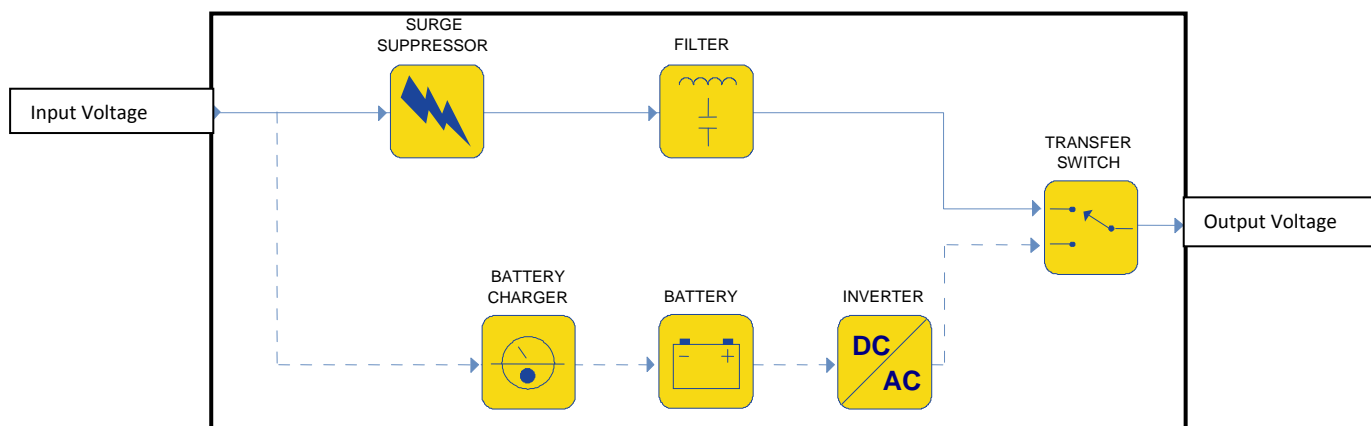 SURGE
SUPPRESSOR
FILTER
Input Voltage
TRANSFER
SWITCH
Output Voltage
BATTERY
CHARGER
BATTERY
INVERTER
DC
AC